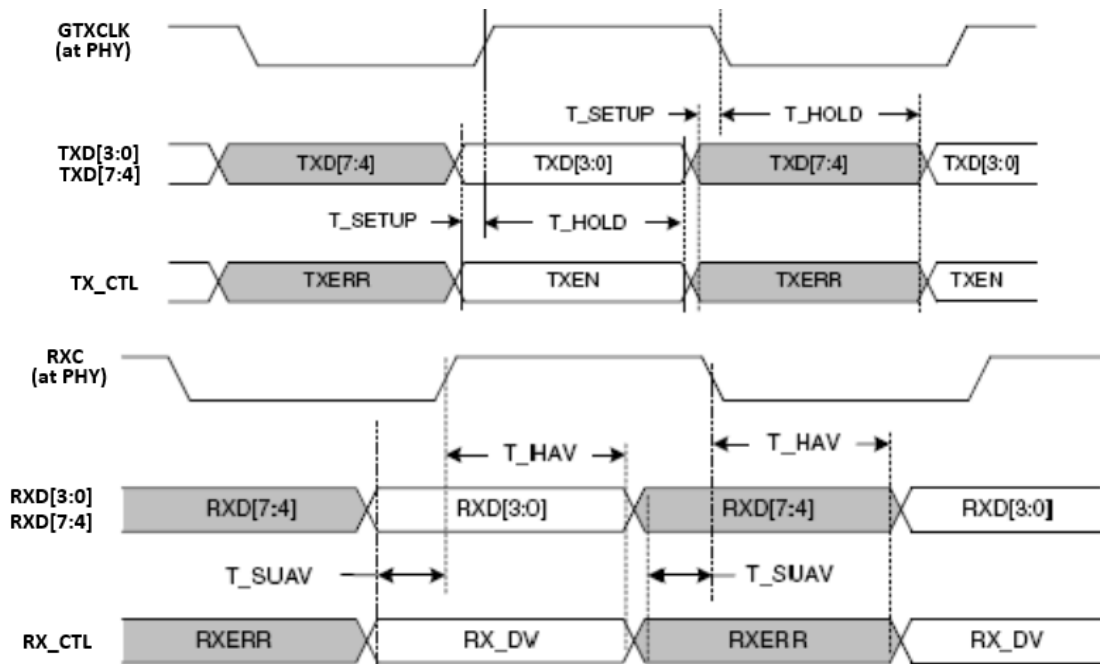 GTXCLK
(at PHY)
T_SETUP T_HOLD
TXD[3:0]
TXD[7:4]
TXD[7:4] TXD[3:0] TXD[7:4] TXD[3:0]
T_SETUP T_HOLD
TX_CTL TXERR TXEN TXERR TXEN
RXC
(at PHY)
T_HAV T_HAV
RXD[3:0]
RXD[7:4]
RXD[7:4] RXD[3:0] RXD[7:4] RXD[3:0]
T_SUAV T_SUAV
RX_CTL RXERR RX_DV RXERR RX_DV